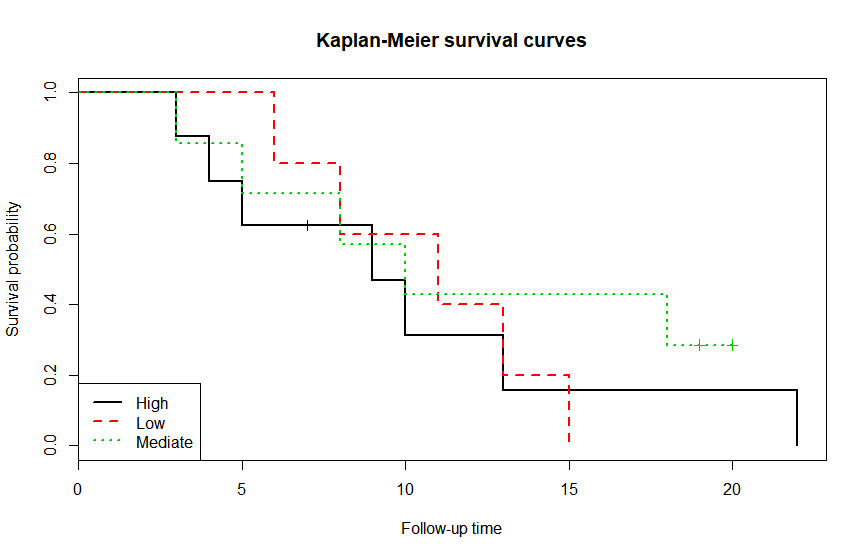 Kaplan-Meier survival curves
Survival probability
1.0
0.8
0.6
0.4
0.2
0.0
High
Low
Mediate
0 5 10 15 20
Follow-up time